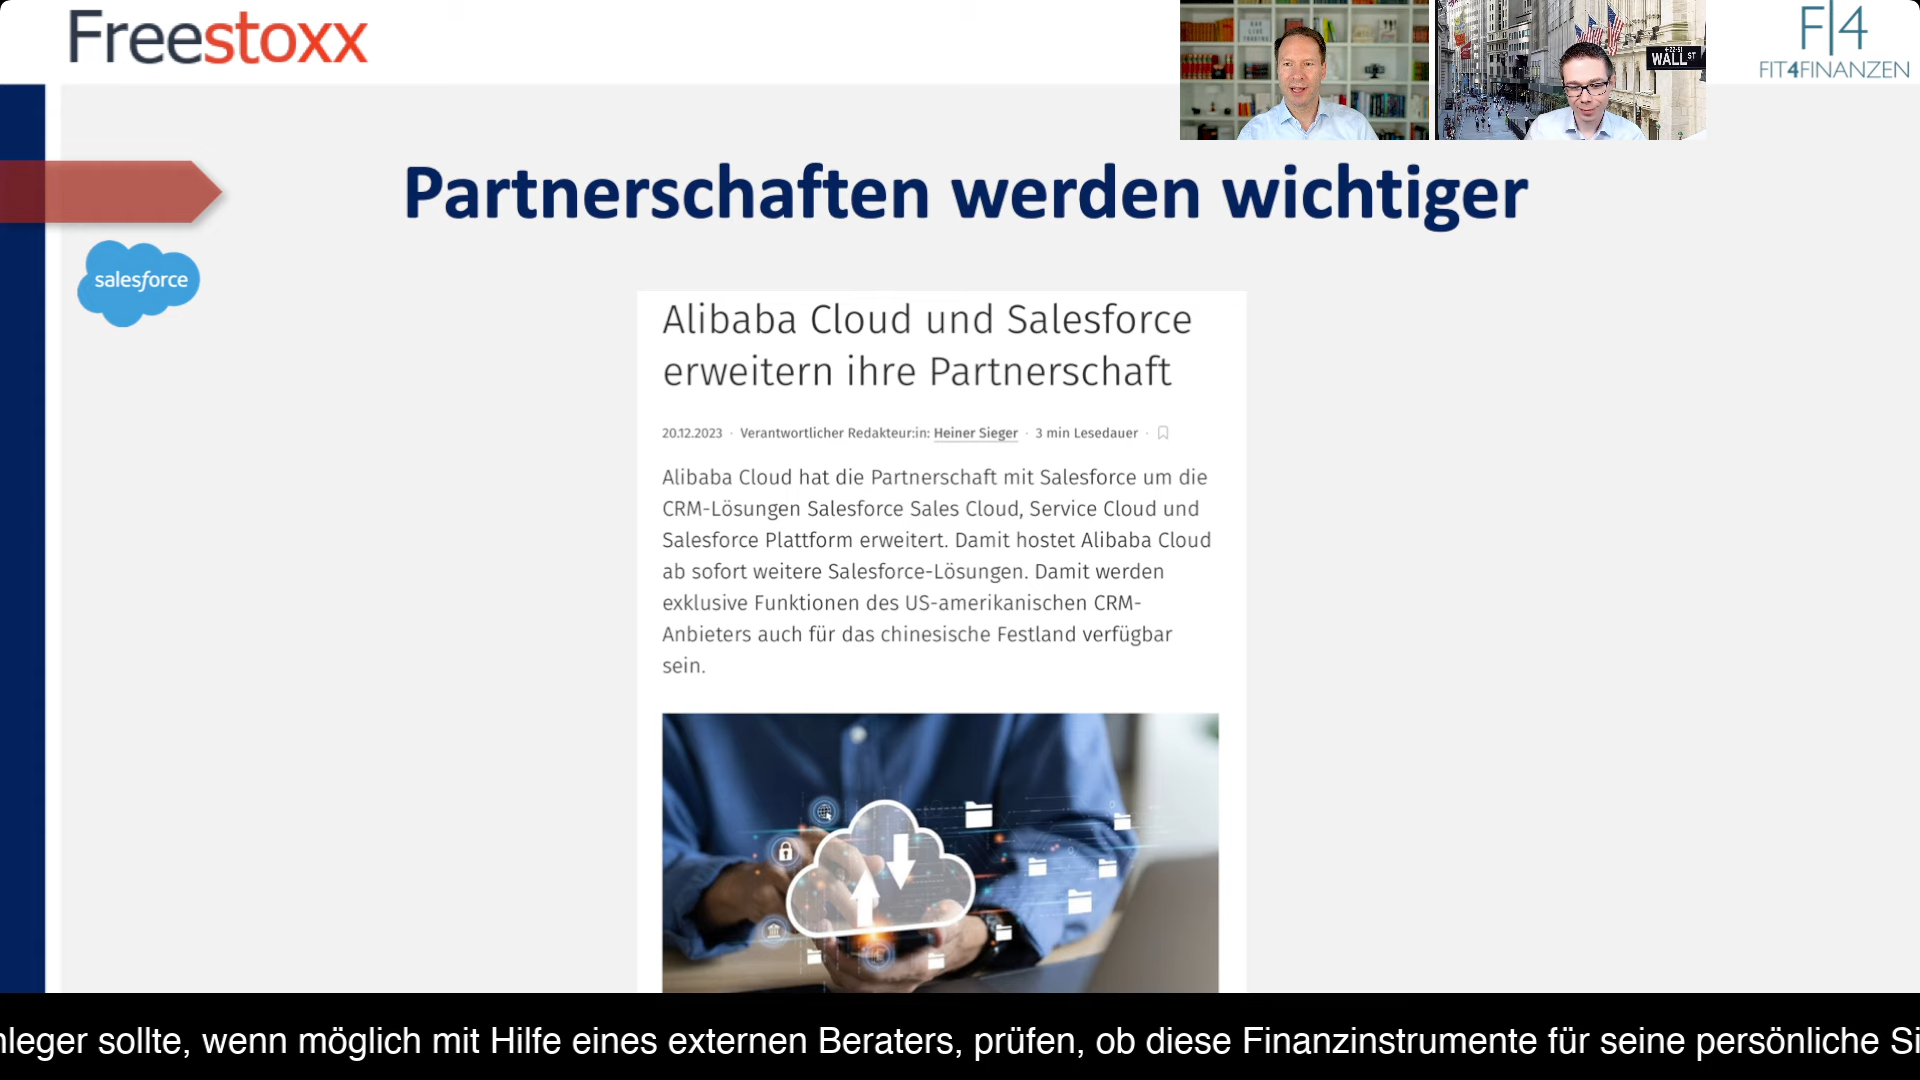 Freestoxx
WALL ST
F|4
FIT4FINANZEN
Partnerschaften werden wichtiger
salesforce
Alibaba Cloud und Salesforce
erweitern ihre Partnerschaft
20.12.2023 · Verantwortlicher Redakteur:in: Heiner Sieger · 3 min Lesedauer ·
Alibaba Cloud hat die Partnerschaft mit Salesforce um die
CRM-Lösungen Salesforce Sales Cloud, Service Cloud und
Salesforce Plattform erweitert. Damit hostet Alibaba Cloud
ab sofort weitere Salesforce-Lösungen. Damit werden
exklusive Funktionen des US-amerikanischen CRM-
Anbieters auch für das chinesische Festland verfügbar
sein.
nleger sollte, wenn möglich mit Hilfe eines externen Beraters, prüfen, ob diese Finanzinstrumente für seine persönliche Si